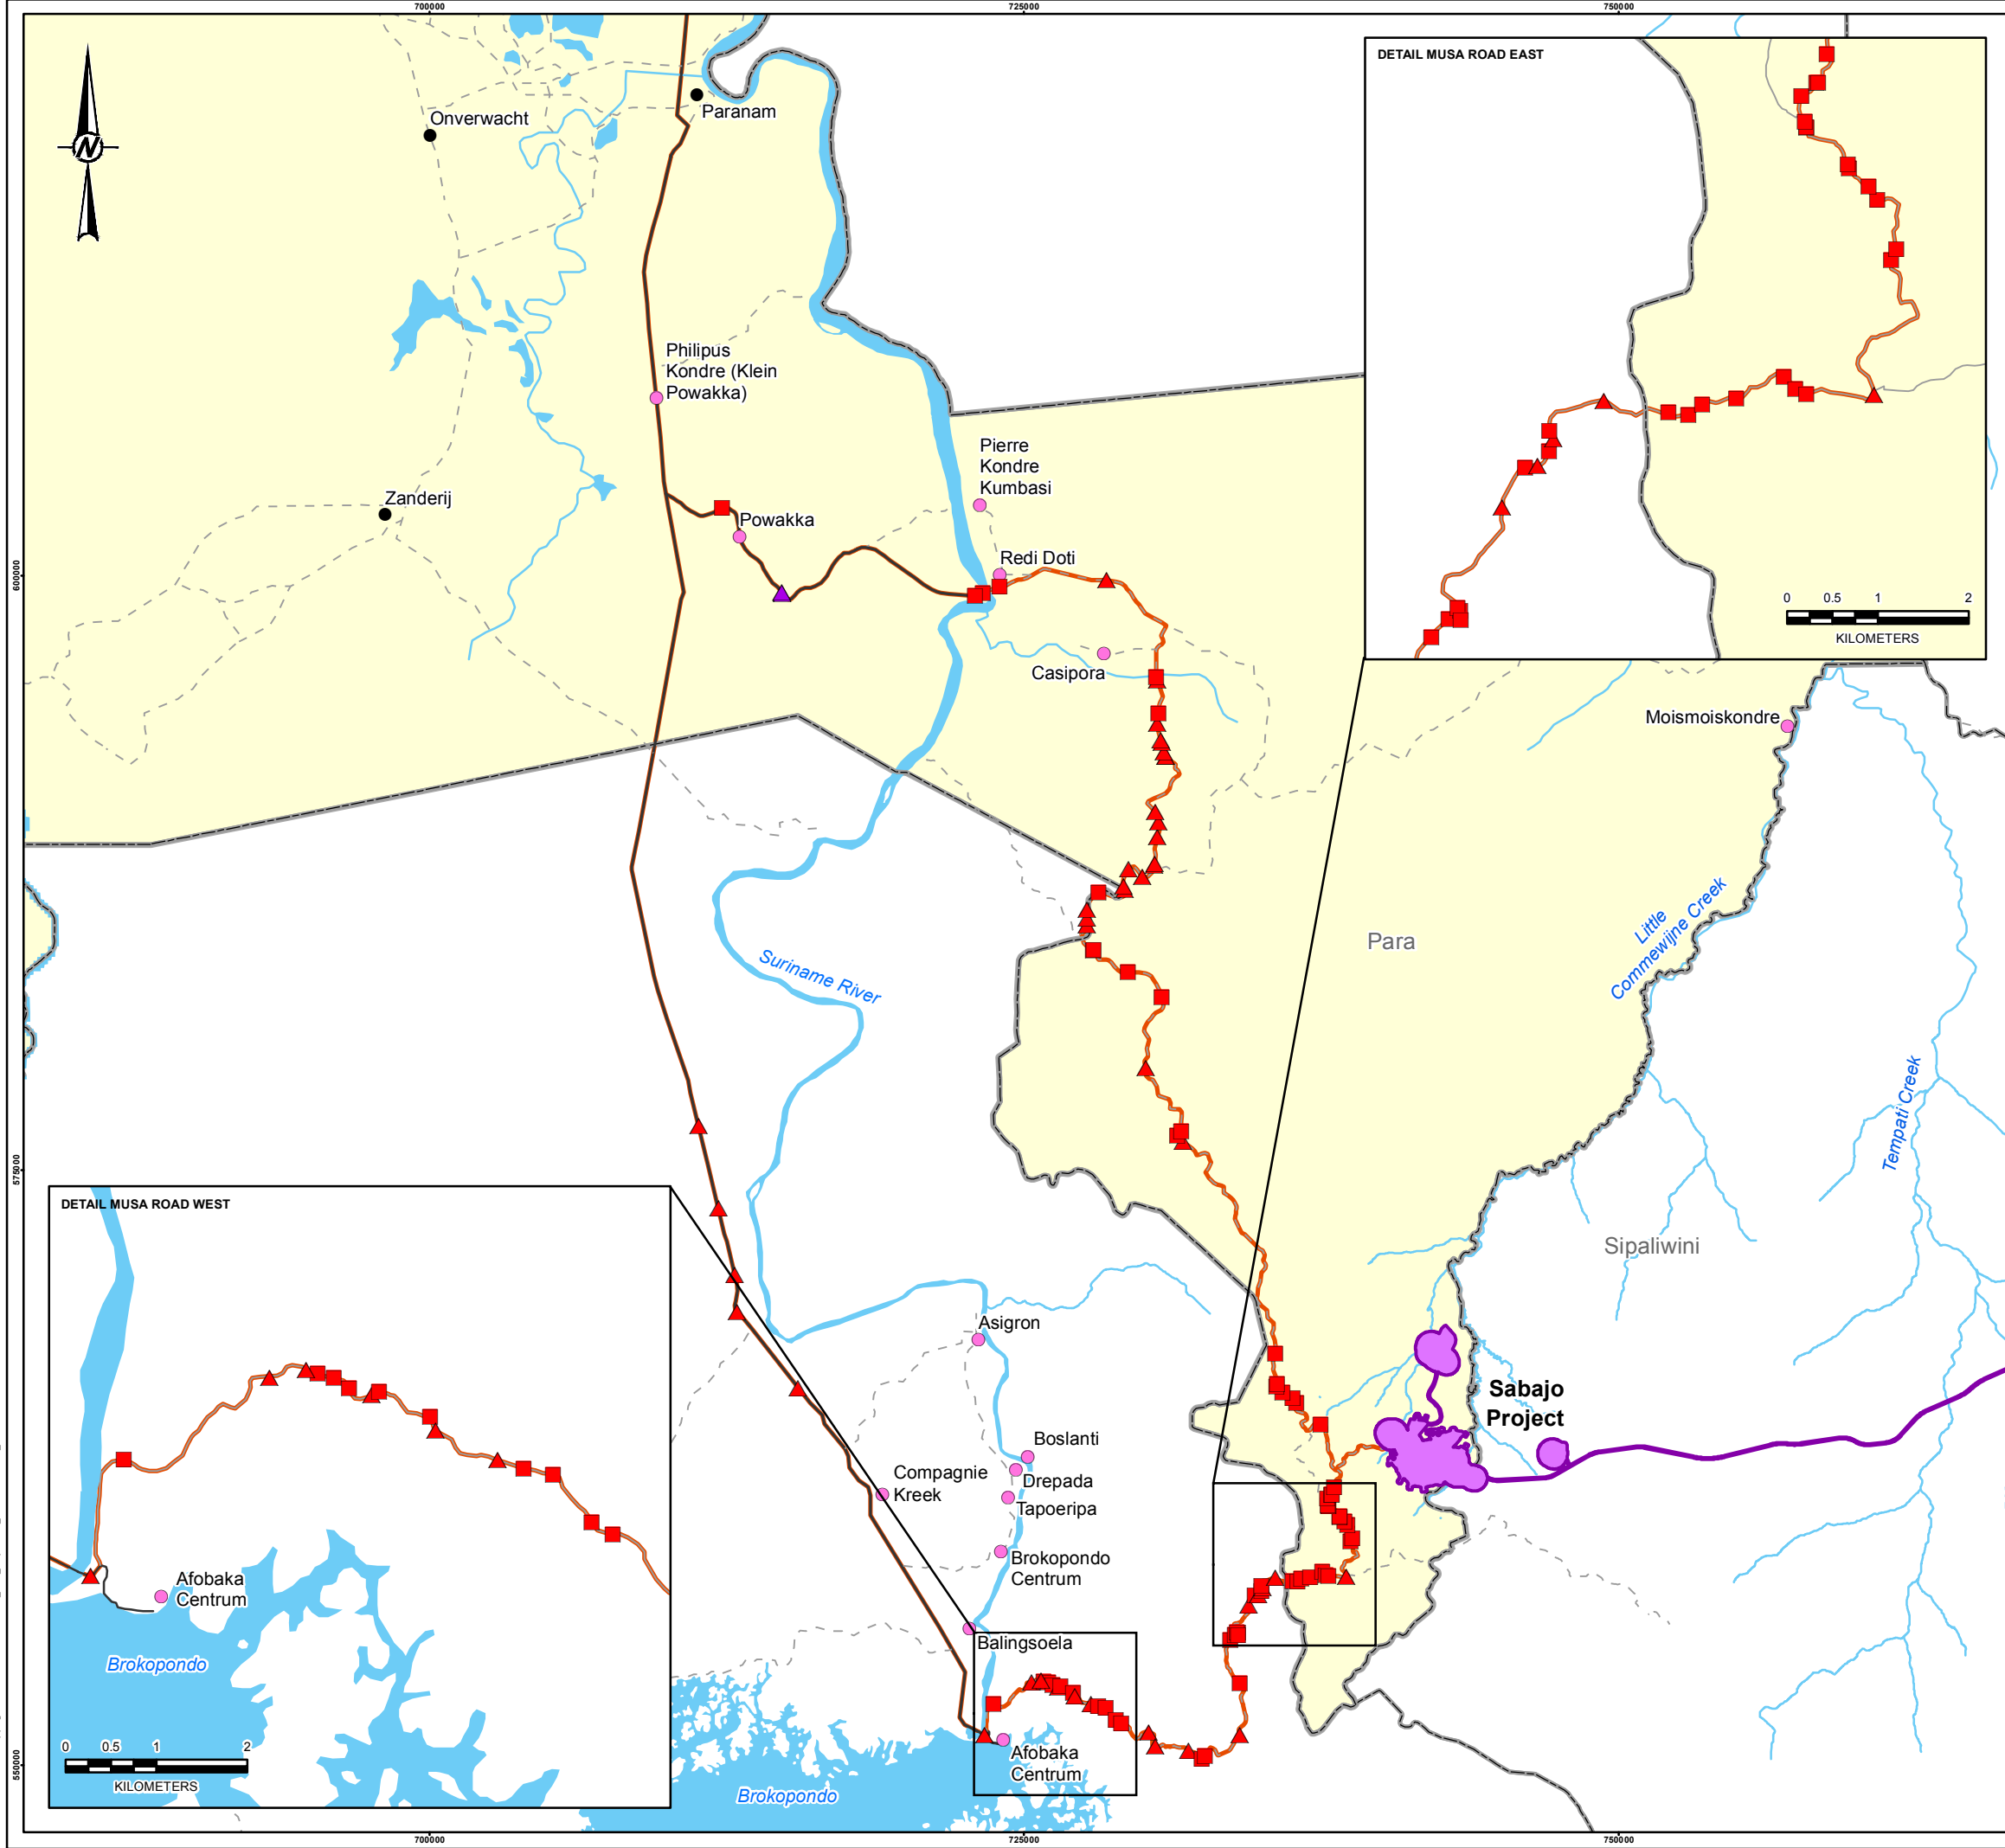 700000
725000
750000
DETAIL MUSA ROAD EAST
N
Onverwacht
Paranam
Philipus
Kondre (Klein
Powakka)
Pierre
Kondre
Kumbasi
Zanderij
Powakka
Redi Doti
600000
0 0.5 1 2
KILOMETERS
Casipora
Moismoiskondre
Para
Little
Commewijne Creek
Suriname River
Tempati Creek
575000
DETAIL MUSA ROAD WEST
Sipaliwini
Asigron
Sabajo
Project
Boslanti
Compagnie
Kreek
Drepada
Tapoeripa
Brokopondo
Centrum
Afobaka
Centrum
Balingsoela
Brokopondo
0 0.5 1 2
KILOMETERS
Afobaka
Centrum
550000
Brokopondo
700000
725000
750000